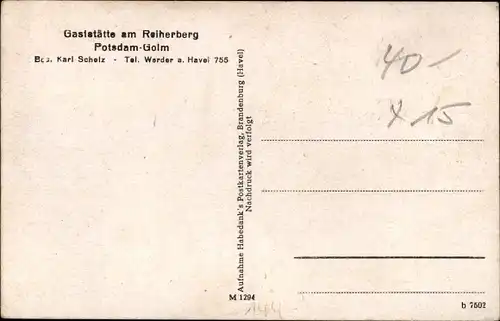 Gaststätte am Reiherberg
Potsdam-Golm
Bes. Karl Scholz - Tel. Werder a. Havel 755
Aufnahme Habedank's Postkartenverlag, Brandenburg (Havel)
Nachdruck wird verfolgt
40-
x 15
M 1294
b 7502